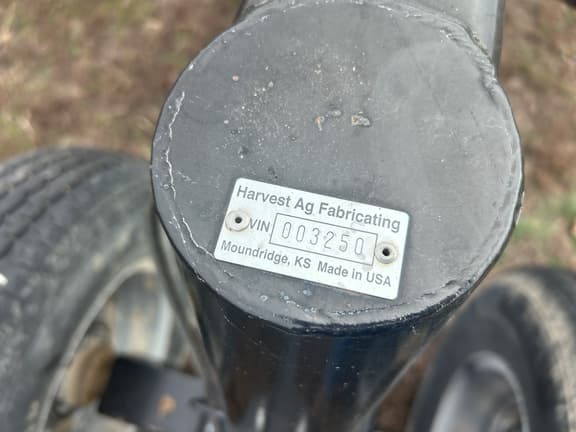 Harvest Ag Fabricating
VIN 003250
Moundridge, KS Made in USA